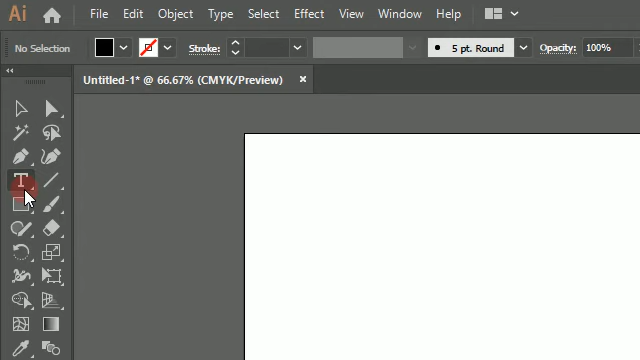 Ai File Edit Object Type Select Effect View Window Help
No Selection Stroke: 5 pt. Round Opacity: 100%
Untitled-1* @ 66.67% (CMYK/Preview) ×